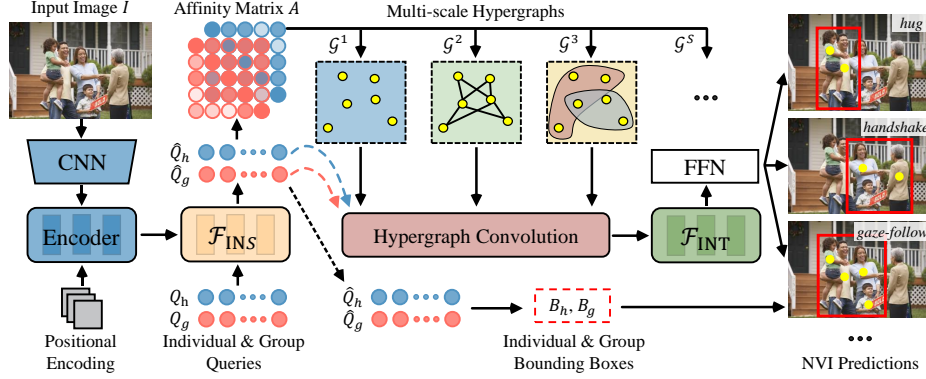 Input Image I
Affinity Matrix A
Multi-scale Hypergraphs
𝒢¹
𝒢²
𝒢³
𝒢ˢ
hug
CNN
Q̂ₕ
Q̂g
FFN
handshake
Encoder
ℱINS
Hypergraph Convolution
ℱINT
gaze-follow
Qₕ
Qg
Q̂ₕ
Q̂g
Bₕ, Bg
Positional
Encoding
Individual & Group
Queries
Individual & Group
Bounding Boxes
NVI Predictions